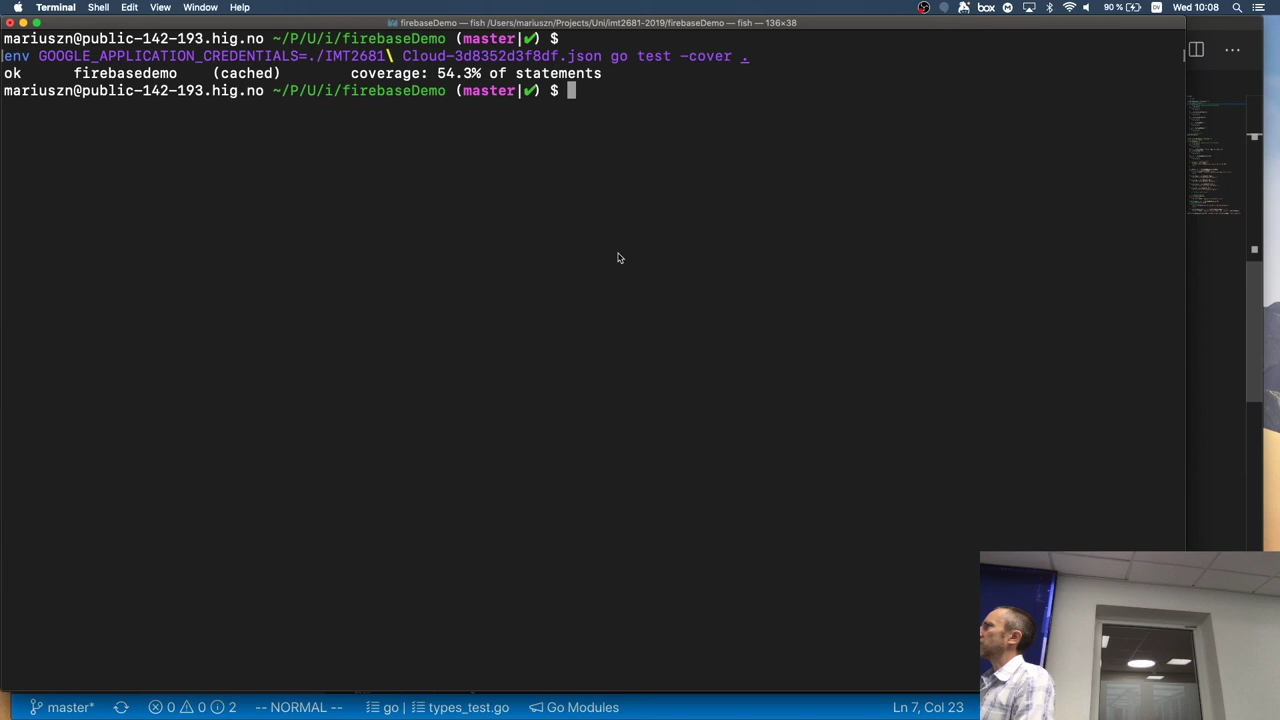 Terminal Shell Edit View Window Help
box
90 % DV Wed 10:08
firebaseDemo — fish /Users/mariuszn/Projects/Uni/imt2681-2019/firebaseDemo — fish — 136×38
mariuszn@public-142-193.hig.no ~/P/U/i/firebaseDemo (master|✔) $
env GOOGLE_APPLICATION_CREDENTIALS=./IMT2681\ Cloud-3d8352d3f8df.json go test -cover .
ok firebasedemo (cached) coverage: 54.3% of statements
mariuszn@public-142-193.hig.no ~/P/U/i/firebaseDemo (master|✔) $
master* 0 0 2 -- NORMAL -- go | types_test.go Go Modules Ln 7, Col 23